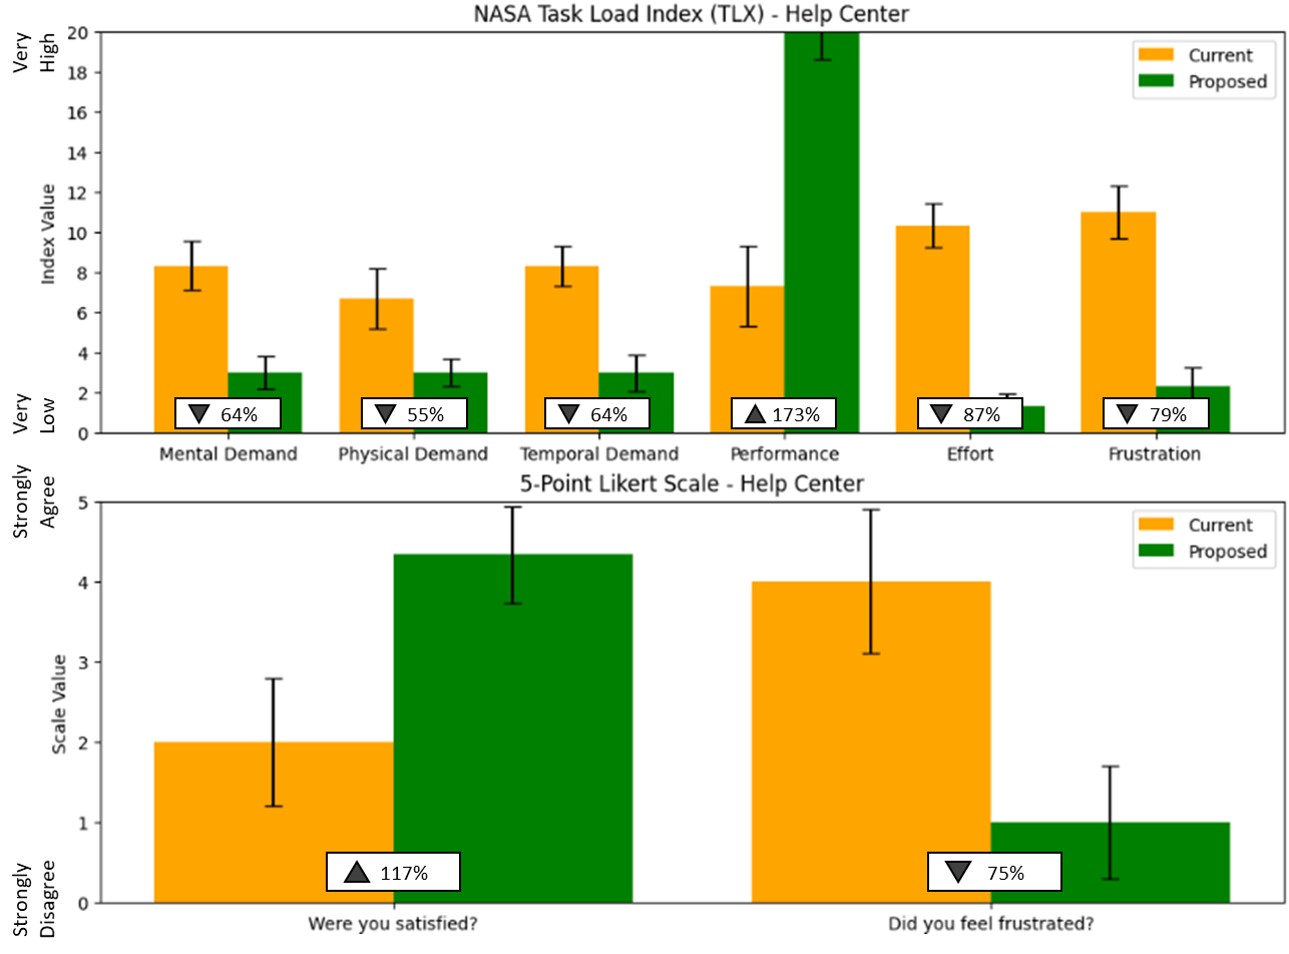 NASA Task Load Index (TLX) - Help Center
Very
High
Index Value
Very
Low
20
18
16
14
12
10
8
6
4
2
0
Current
Proposed
64%
55%
64%
173%
87%
79%
Mental Demand
Physical Demand
Temporal Demand
Performance
Effort
Frustration
5-Point Likert Scale - Help Center
Strongly
Agree
Scale Value
Strongly
Disagree
5
4
3
2
1
0
Current
Proposed
117%
75%
Were you satisfied?
Did you feel frustrated?